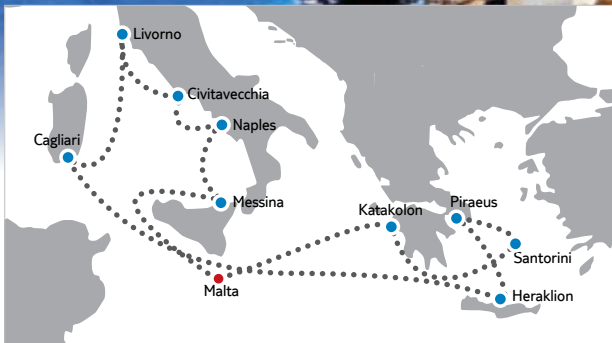 Livorno
Civitavecchia
Naples
Cagliari
Messina
Katakolon
Piraeus
Santorini
Malta
Heraklion